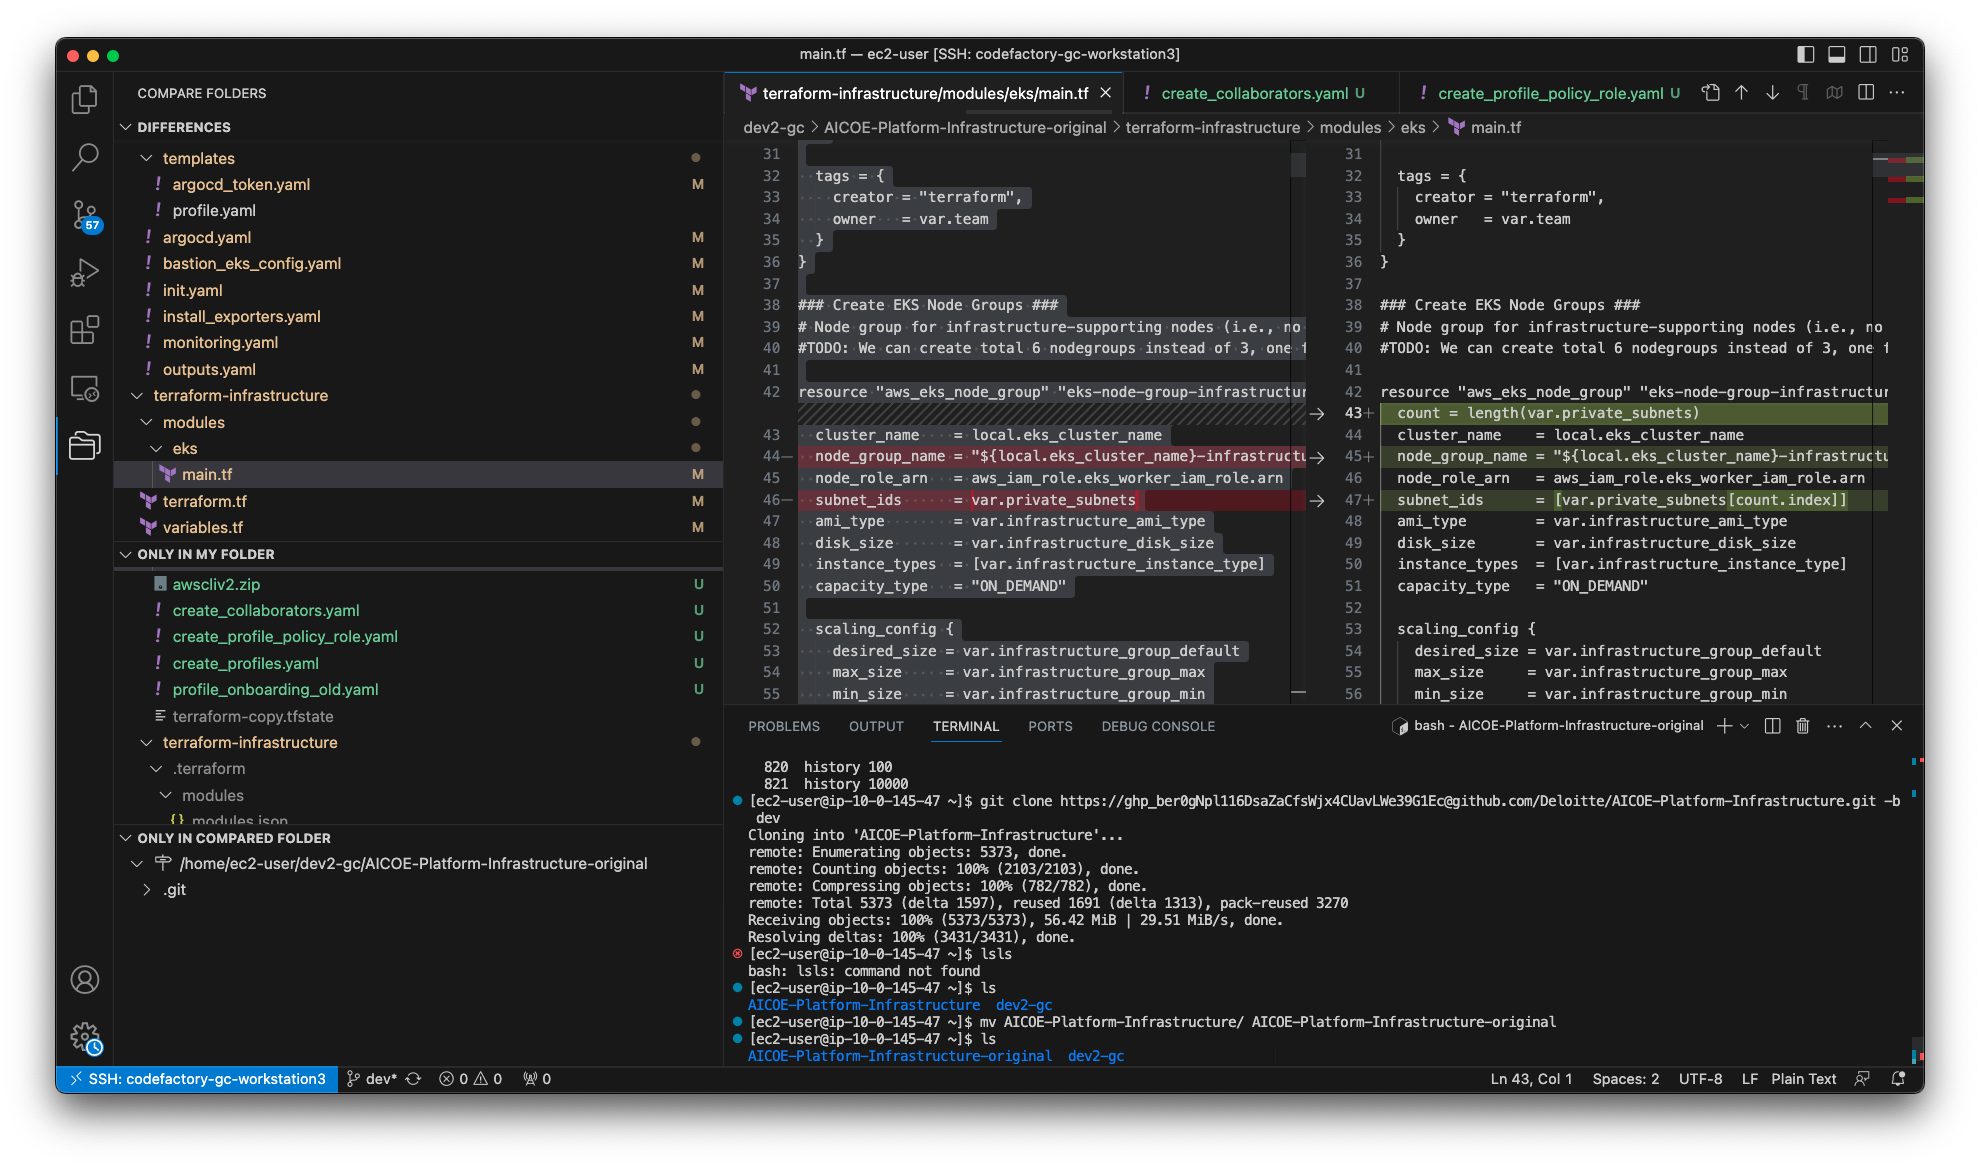 main.tf — ec2-user [SSH: codefactory-gc-workstation3]
COMPARE FOLDERS
DIFFERENCES
templates
! argocd_token.yaml M
! profile.yaml
! argocd.yaml M
! bastion_eks_config.yaml M
! init.yaml M
! install_exporters.yaml M
! monitoring.yaml M
! outputs.yaml M
terraform-infrastructure
modules
eks
main.tf M
terraform.tf M
variables.tf M
ONLY IN MY FOLDER
awscliv2.zip U
! create_collaborators.yaml U
! create_profile_policy_role.yaml U
! create_profiles.yaml U
! profile_onboarding_old.yaml U
terraform-copy.tfstate
terraform-infrastructure
.terraform
modules
{} modules.json
ONLY IN COMPARED FOLDER
/home/ec2-user/dev2-gc/AICOE-Platform-Infrastructure-original
.git
57
terraform-infrastructure/modules/eks/main.tf
! create_collaborators.yaml U
! create_profile_policy_role.yaml U
dev2-gc > AICOE-Platform-Infrastructure-original > terraform-infrastructure > modules > eks > main.tf
31
32 tags = {
33 creator = "terraform",
34 owner = var.team
35 }
36 }
37
38 ### Create EKS Node Groups ###
39 # Node group for infrastructure-supporting nodes (i.e., no
40 #TODO: We can create total 6 nodegroups instead of 3, one
41
42 resource "aws_eks_node_group" "eks-node-group-infrastructur
43 cluster_name = local.eks_cluster_name
44— node_group_name = "${local.eks_cluster_name}-infrastructu
45 node_role_arn = aws_iam_role.eks_worker_iam_role.arn
46— subnet_ids = var.private_subnets
47 ami_type = var.infrastructure_ami_type
48 disk_size = var.infrastructure_disk_size
49 instance_types = [var.infrastructure_instance_type]
50 capacity_type = "ON_DEMAND"
51
52 scaling_config {
53 desired_size = var.infrastructure_group_default
54 max_size = var.infrastructure_group_max
55 min_size = var.infrastructure_group_min
31
32 tags = {
33 creator = "terraform",
34 owner = var.team
35 }
36 }
37
38 ### Create EKS Node Groups ###
39 # Node group for infrastructure-supporting nodes (i.e., no
40 #TODO: We can create total 6 nodegroups instead of 3, one
41
42 resource "aws_eks_node_group" "eks-node-group-infrastructur
43+ count = length(var.private_subnets)
44 cluster_name = local.eks_cluster_name
45+ node_group_name = "${local.eks_cluster_name}-infrastructu
46 node_role_arn = aws_iam_role.eks_worker_iam_role.arn
47+ subnet_ids = [var.private_subnets[count.index]]
48 ami_type = var.infrastructure_ami_type
49 disk_size = var.infrastructure_disk_size
50 instance_types = [var.infrastructure_instance_type]
51 capacity_type = "ON_DEMAND"
52
53 scaling_config {
54 desired_size = var.infrastructure_group_default
55 max_size = var.infrastructure_group_max
56 min_size = var.infrastructure_group_min
PROBLEMS OUTPUT TERMINAL PORTS DEBUG CONSOLE
bash - AICOE-Platform-Infrastructure-original
820 history 100
821 history 10000
[ec2-user@ip-10-0-145-47 ~]$ git clone https://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@github.com/Deloitte/AICOE-Platform-Infrastructure.git -b
dev
Cloning into 'AICOE-Platform-Infrastructure'...
remote: Enumerating objects: 5373, done.
remote: Counting objects: 100% (2103/2103), done.
remote: Compressing objects: 100% (782/782), done.
remote: Total 5373 (delta 1597), reused 1691 (delta 1313), pack-reused 3270
Receiving objects: 100% (5373/5373), 56.42 MiB | 29.51 MiB/s, done.
Resolving deltas: 100% (3431/3431), done.
[ec2-user@ip-10-0-145-47 ~]$ lsls
bash: lsls: command not found
[ec2-user@ip-10-0-145-47 ~]$ ls
AICOE-Platform-Infrastructure dev2-gc
[ec2-user@ip-10-0-145-47 ~]$ mv AICOE-Platform-Infrastructure/ AICOE-Platform-Infrastructure-original
[ec2-user@ip-10-0-145-47 ~]$ ls
AICOE-Platform-Infrastructure-original dev2-gc
SSH: codefactory-gc-workstation3 dev* 0 0 0
Ln 43, Col 1 Spaces: 2 UTF-8 LF Plain Text